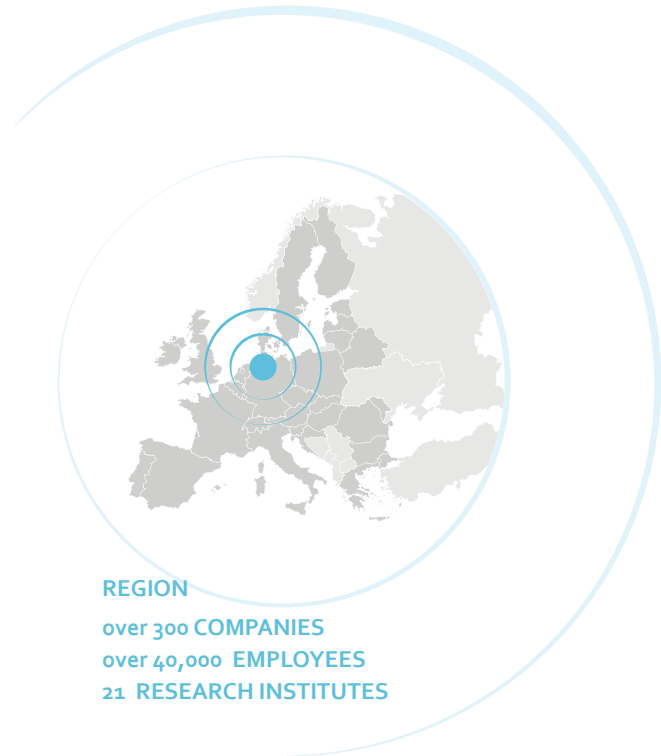 REGION
over 300 COMPANIES
over 40,000 EMPLOYEES
21 RESEARCH INSTITUTES